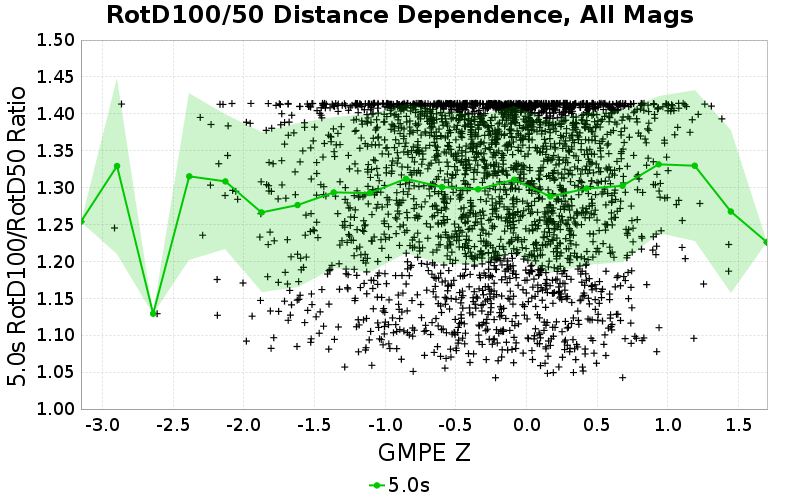 RotD100/50 Distance Dependence, All Mags
5.0s RotD100/RotD50 Ratio
1.50
1.45
1.40
1.35
1.30
1.25
1.20
1.15
1.10
1.05
1.00
-3.0 -2.5 -2.0 -1.5 -1.0 -0.5 0.0 0.5 1.0 1.5
GMPE Z
5.0s